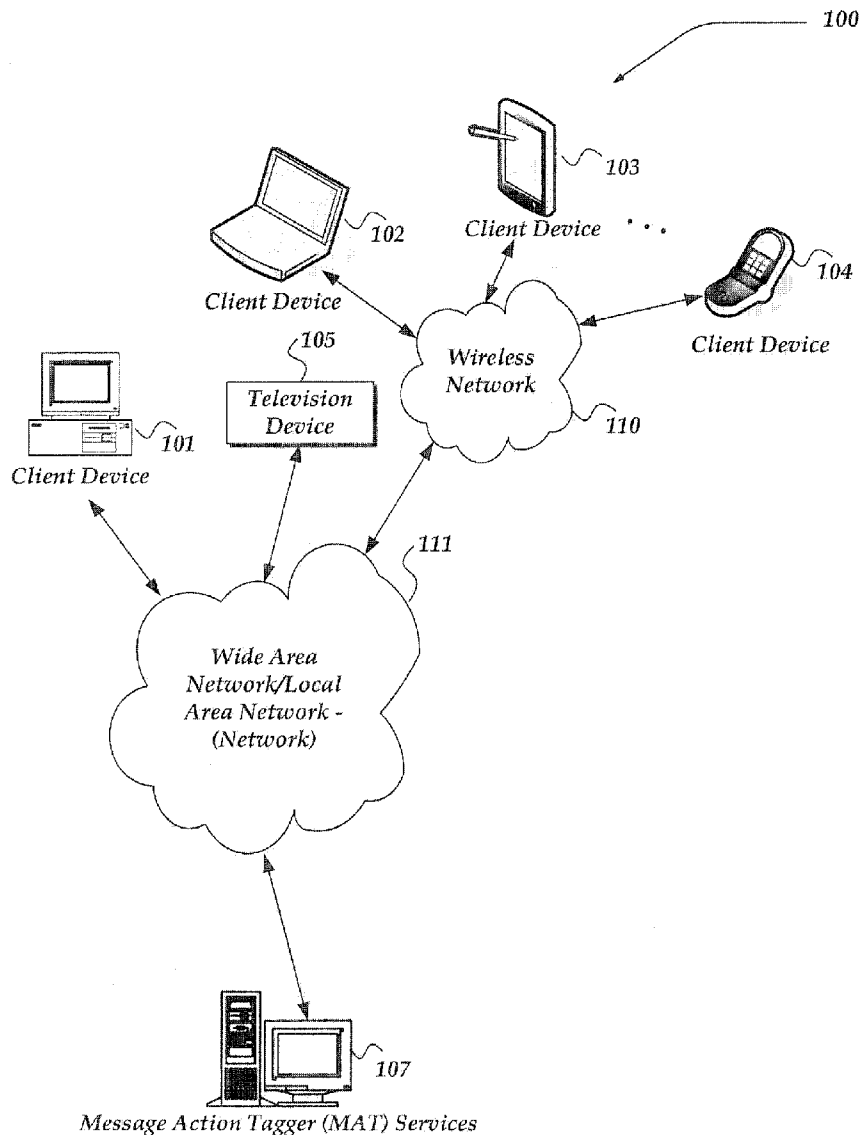 100
103
Client Device
102
Client Device
104
Client Device
Wireless
Network
110
105
Television
Device
101
Client Device
111
Wide Area
Network/Local
Area Network -
(Network)
107
Message Action Tagger (MAT) Services